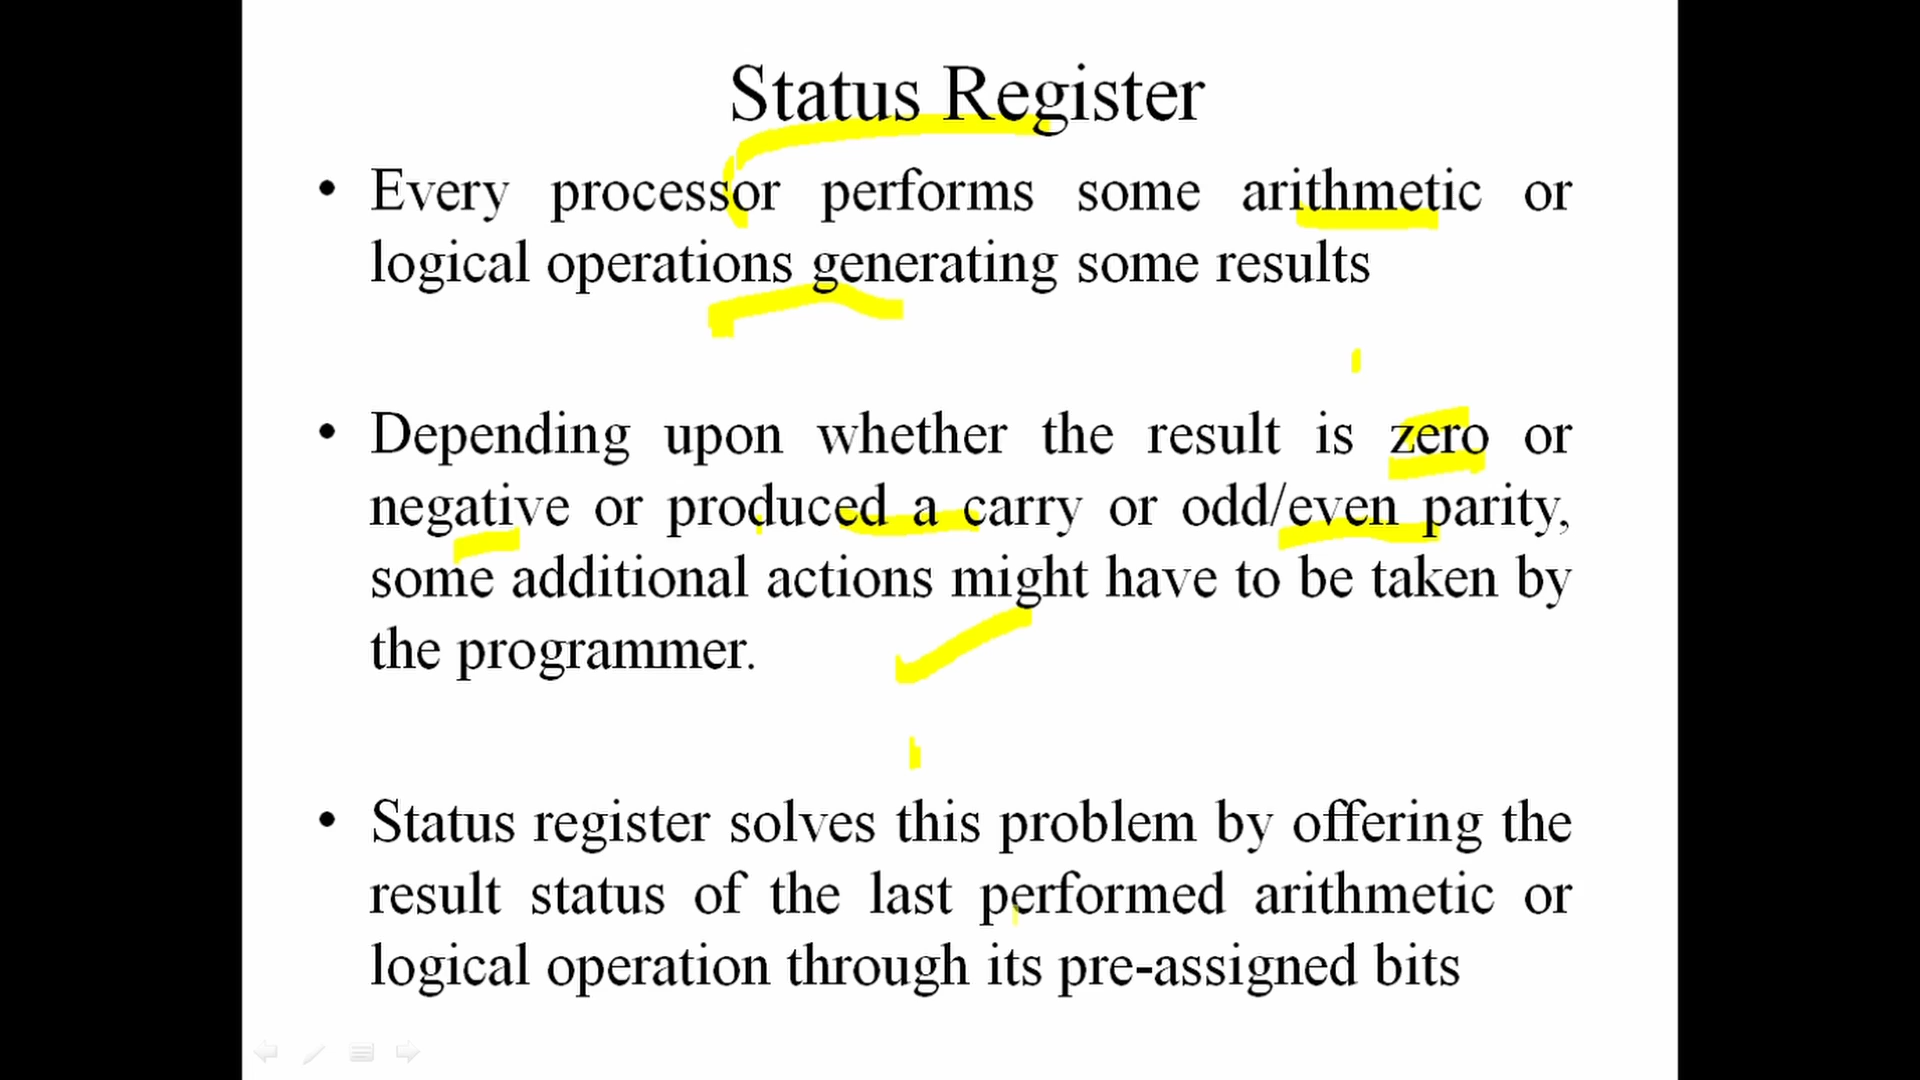 Status Register
• Every processor performs some arithmetic or
logical operations generating some results
• Depending upon whether the result is zero or
negative or produced a carry or odd/even parity,
some additional actions might have to be taken by
the programmer.
• Status register solves this problem by offering the
result status of the last performed arithmetic or
logical operation through its pre-assigned bits